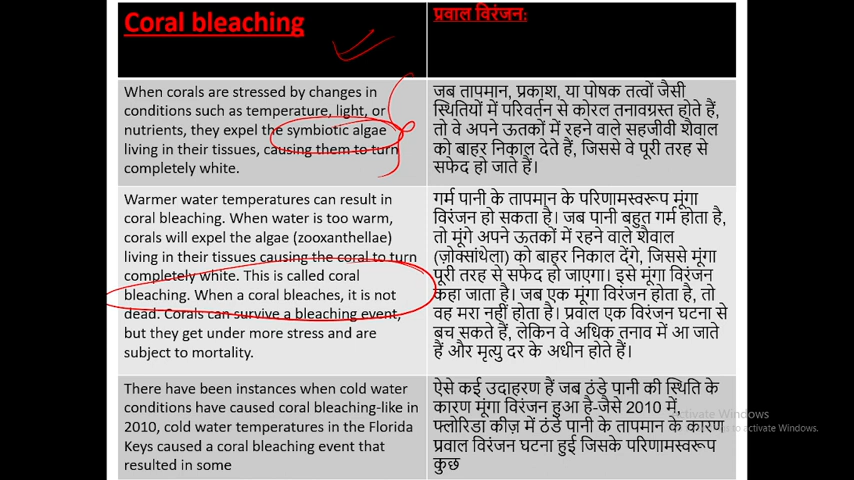 Coral bleaching
प्रवाल विरंजन:
When corals are stressed by changes in
conditions such as temperature, light, or
nutrients, they expel the symbiotic algae
living in their tissues, causing them to turn
completely white.
जब तापमान, प्रकाश, या पोषक तत्वों जैसी
स्थितियों में परिवर्तन से कोरल तनावग्रस्त होते हैं,
तो वे अपने ऊतकों में रहने वाले सहजीवी शैवाल
को बाहर निकाल देते हैं, जिससे वे पूरी तरह से
सफेद हो जाते हैं।
Warmer water temperatures can result in
coral bleaching. When water is too warm,
corals will expel the algae (zooxanthellae)
living in their tissues causing the coral to turn
completely white. This is called coral
bleaching. When a coral bleaches, it is not
dead. Corals can survive a bleaching event,
but they get under more stress and are
subject to mortality.
गर्म पानी के तापमान के परिणामस्वरूप मूंगा
विरंजन हो सकता है। जब पानी बहुत गर्म होता है,
तो मूंगे अपने ऊतकों में रहने वाले शैवाल
(ज़ोक्सांथेला) को बाहर निकाल देंगे, जिससे मूंगा
पूरी तरह से सफेद हो जाएगा। इसे मूंगा विरंजन
कहा जाता है। जब एक मूंगा विरंजन होता है, तो
वह मरा नहीं होता है। प्रवाल एक विरंजन घटना से
बच सकते हैं, लेकिन वे अधिक तनाव में आ जाते
हैं और मृत्यु दर के अधीन होते हैं।
There have been instances when cold water
conditions have caused coral bleaching-like in
2010, cold water temperatures in the Florida
Keys caused a coral bleaching event that
resulted in some
ऐसे कई उदाहरण हैं जब ठंडे पानी की स्थिति के
कारण मूंगा विरंजन हुआ है-जैसे 2010 में,
फ्लोरिडा कीज़ में ठंडे पानी के तापमान के कारण
प्रवाल विरंजन घटना हुई जिसके परिणामस्वरूप
कुछ
Activate Windows
to activate Windows.